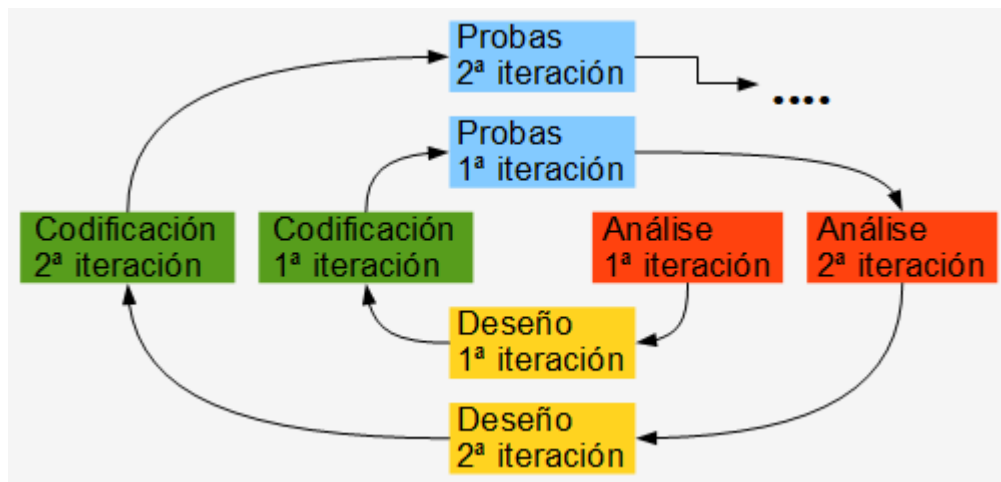 Probas
2ª iteración
....
Probas
1ª iteración
Codificación
2ª iteración
Codificación
1ª iteración
Análise
1ª iteración
Análise
2ª iteración
Deseño
1ª iteración
Deseño
2ª iteración